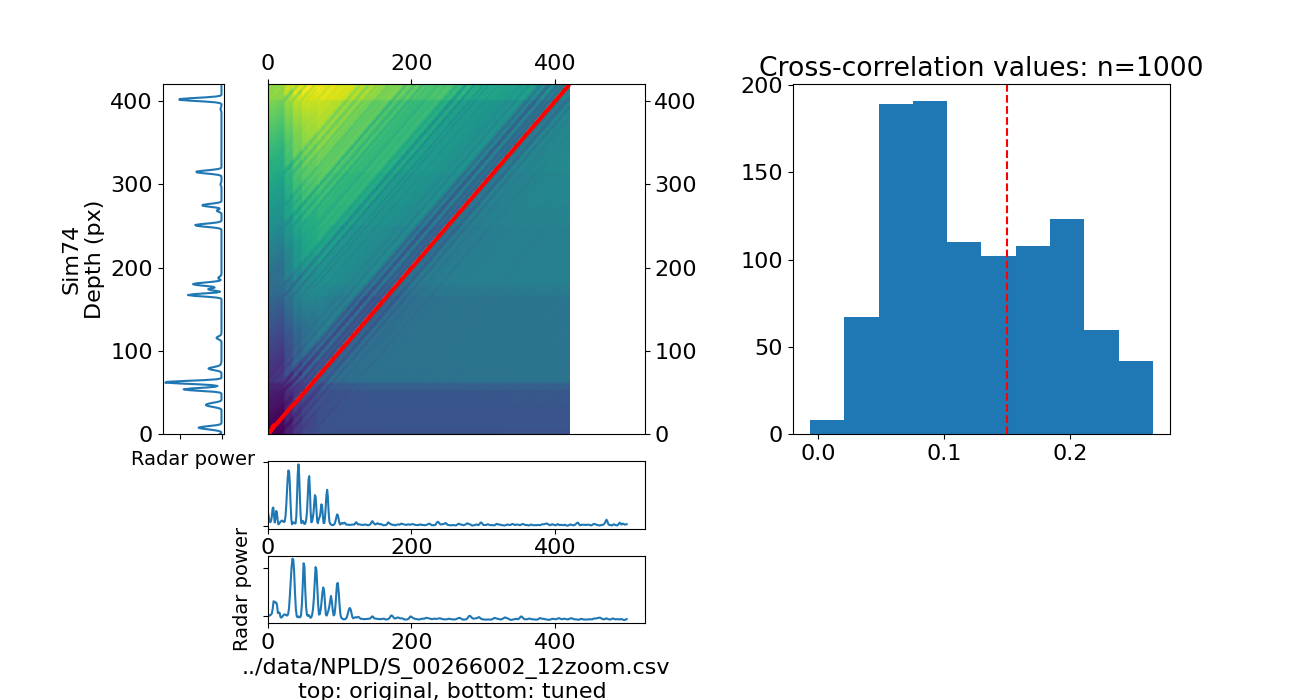 0 200 400
Cross-correlation values: n=1000
400
300
200
100
0
Sim74
Depth (px)
400
300
200
100
0
Radar power
200
150
100
50
0
0.0 0.1 0.2
0 200 400
Radar power
0 200 400
../data/NPLD/S_00266002_12zoom.csv
top: original, bottom: tuned